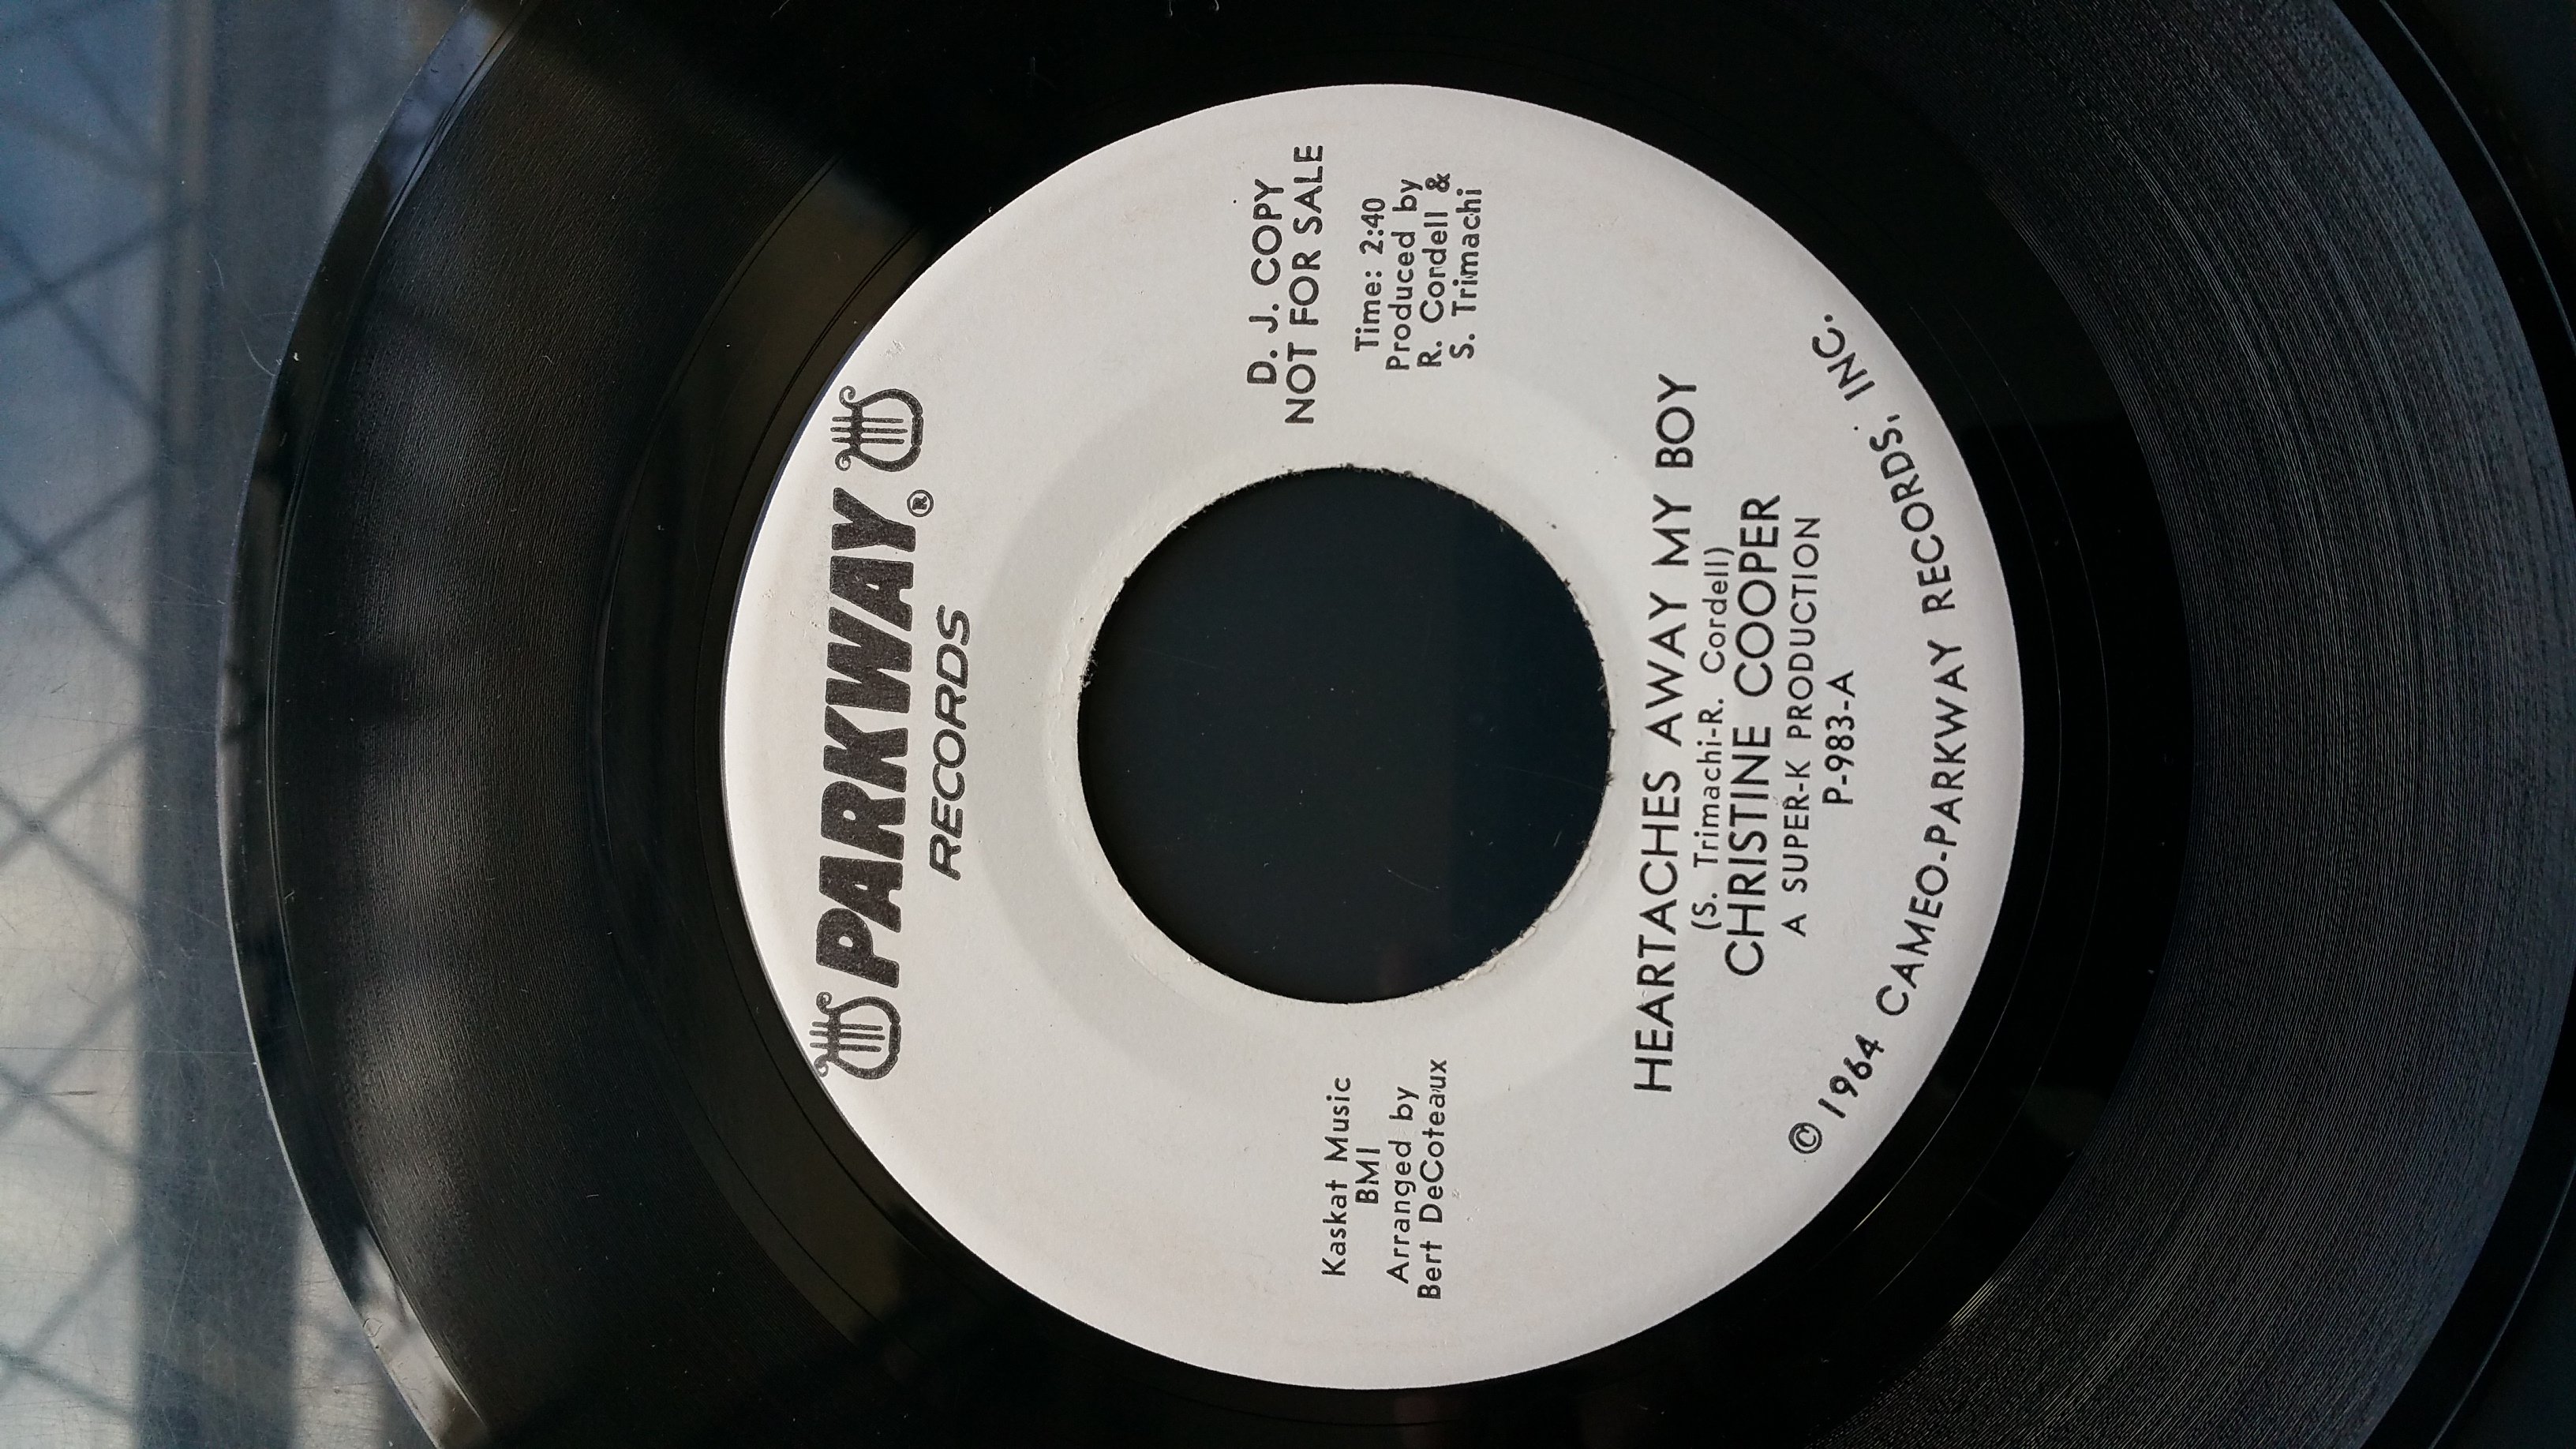 PARKWAY®
RECORDS
D. J. COPY
NOT FOR SALE
Time: 2:40
Produced by
R. Cordell &
S. Trimachi
Kaskat Music
BMI
Arranged by
Bert DeCoteaux
HEARTACHES AWAY MY BOY
(S. Trimachi-R. Cordell)
CHRISTINE COOPER
A SUPER-K PRODUCTION
P-983-A
© 1964 CAMEO-PARKWAY RECORDS, INC.